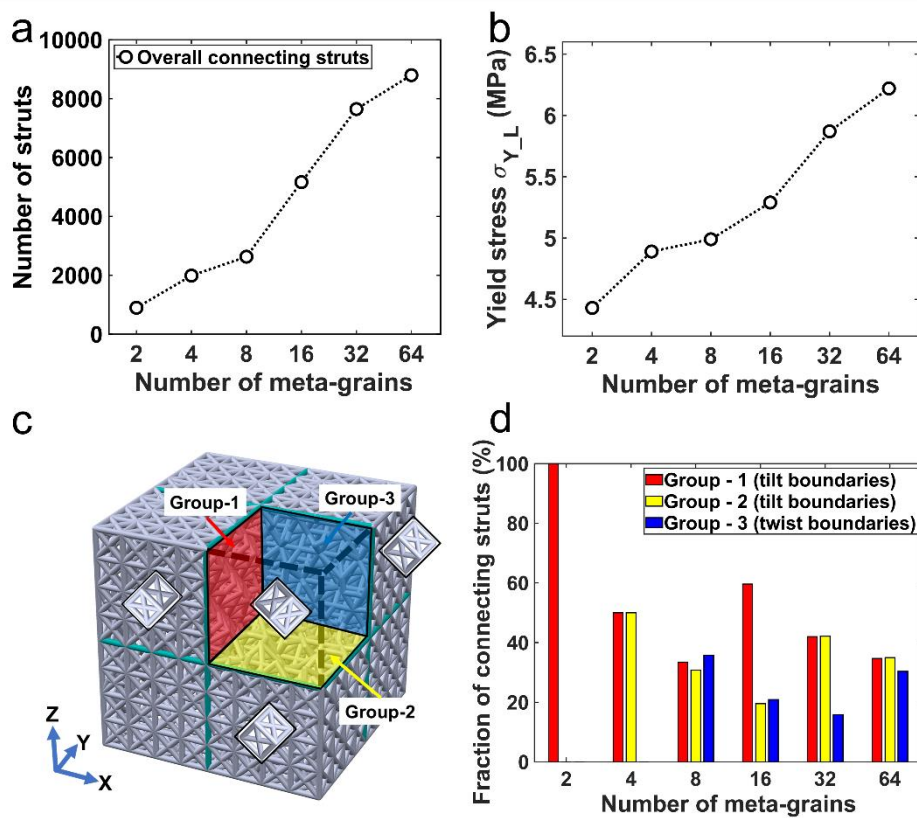 a
10000
8000
6000
4000
2000
0
Number of struts
Overall connecting struts
2 4 8 16 32 64
Number of meta-grains
b
6.5
6
5.5
5
4.5
Yield stress σY_L (MPa)
2 4 8 16 32 64
Number of meta-grains
c
Group-1
Group-3
Group-2
Z
Y
X
d
100
80
60
40
20
0
Fraction of connecting struts (%)
Group - 1 (tilt boundaries)
Group - 2 (tilt boundaries)
Group - 3 (twist boundaries)
2 4 8 16 32 64
Number of meta-grains